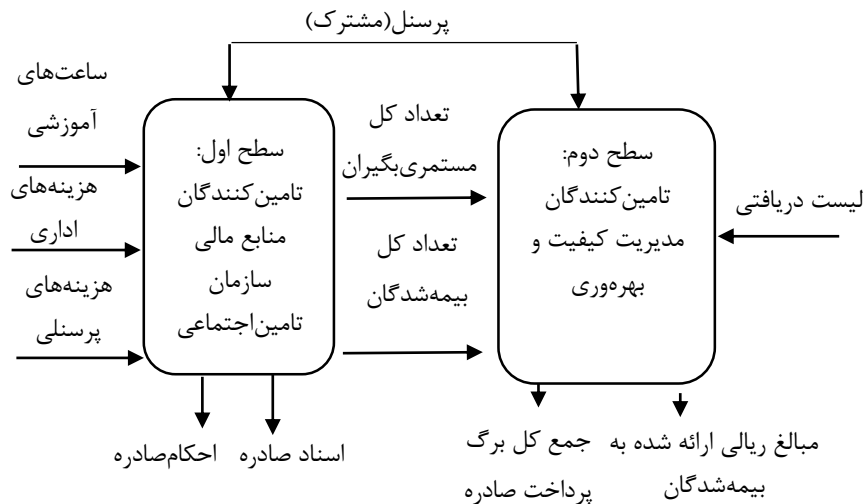 پرسنل(مشترک)
ساعت‌های
آموزشی
هزینه‌های
اداری
هزینه‌های
پرسنلی
سطح اول:
تامین‌کنندگان
منابع مالی
سازمان
تامین‌اجتماعی
تعداد کل
مستمری‌بگیران
تعداد کل
بیمه‌شدگان
سطح دوم:
تامین‌کنندگان
مدیریت کیفیت و
بهره‌وری
لیست دریافتی
احکام‌صادره
اسناد صادره
جمع کل برگ
پرداخت صادره
مبالغ ریالی ارائه شده به
بیمه‌شدگان